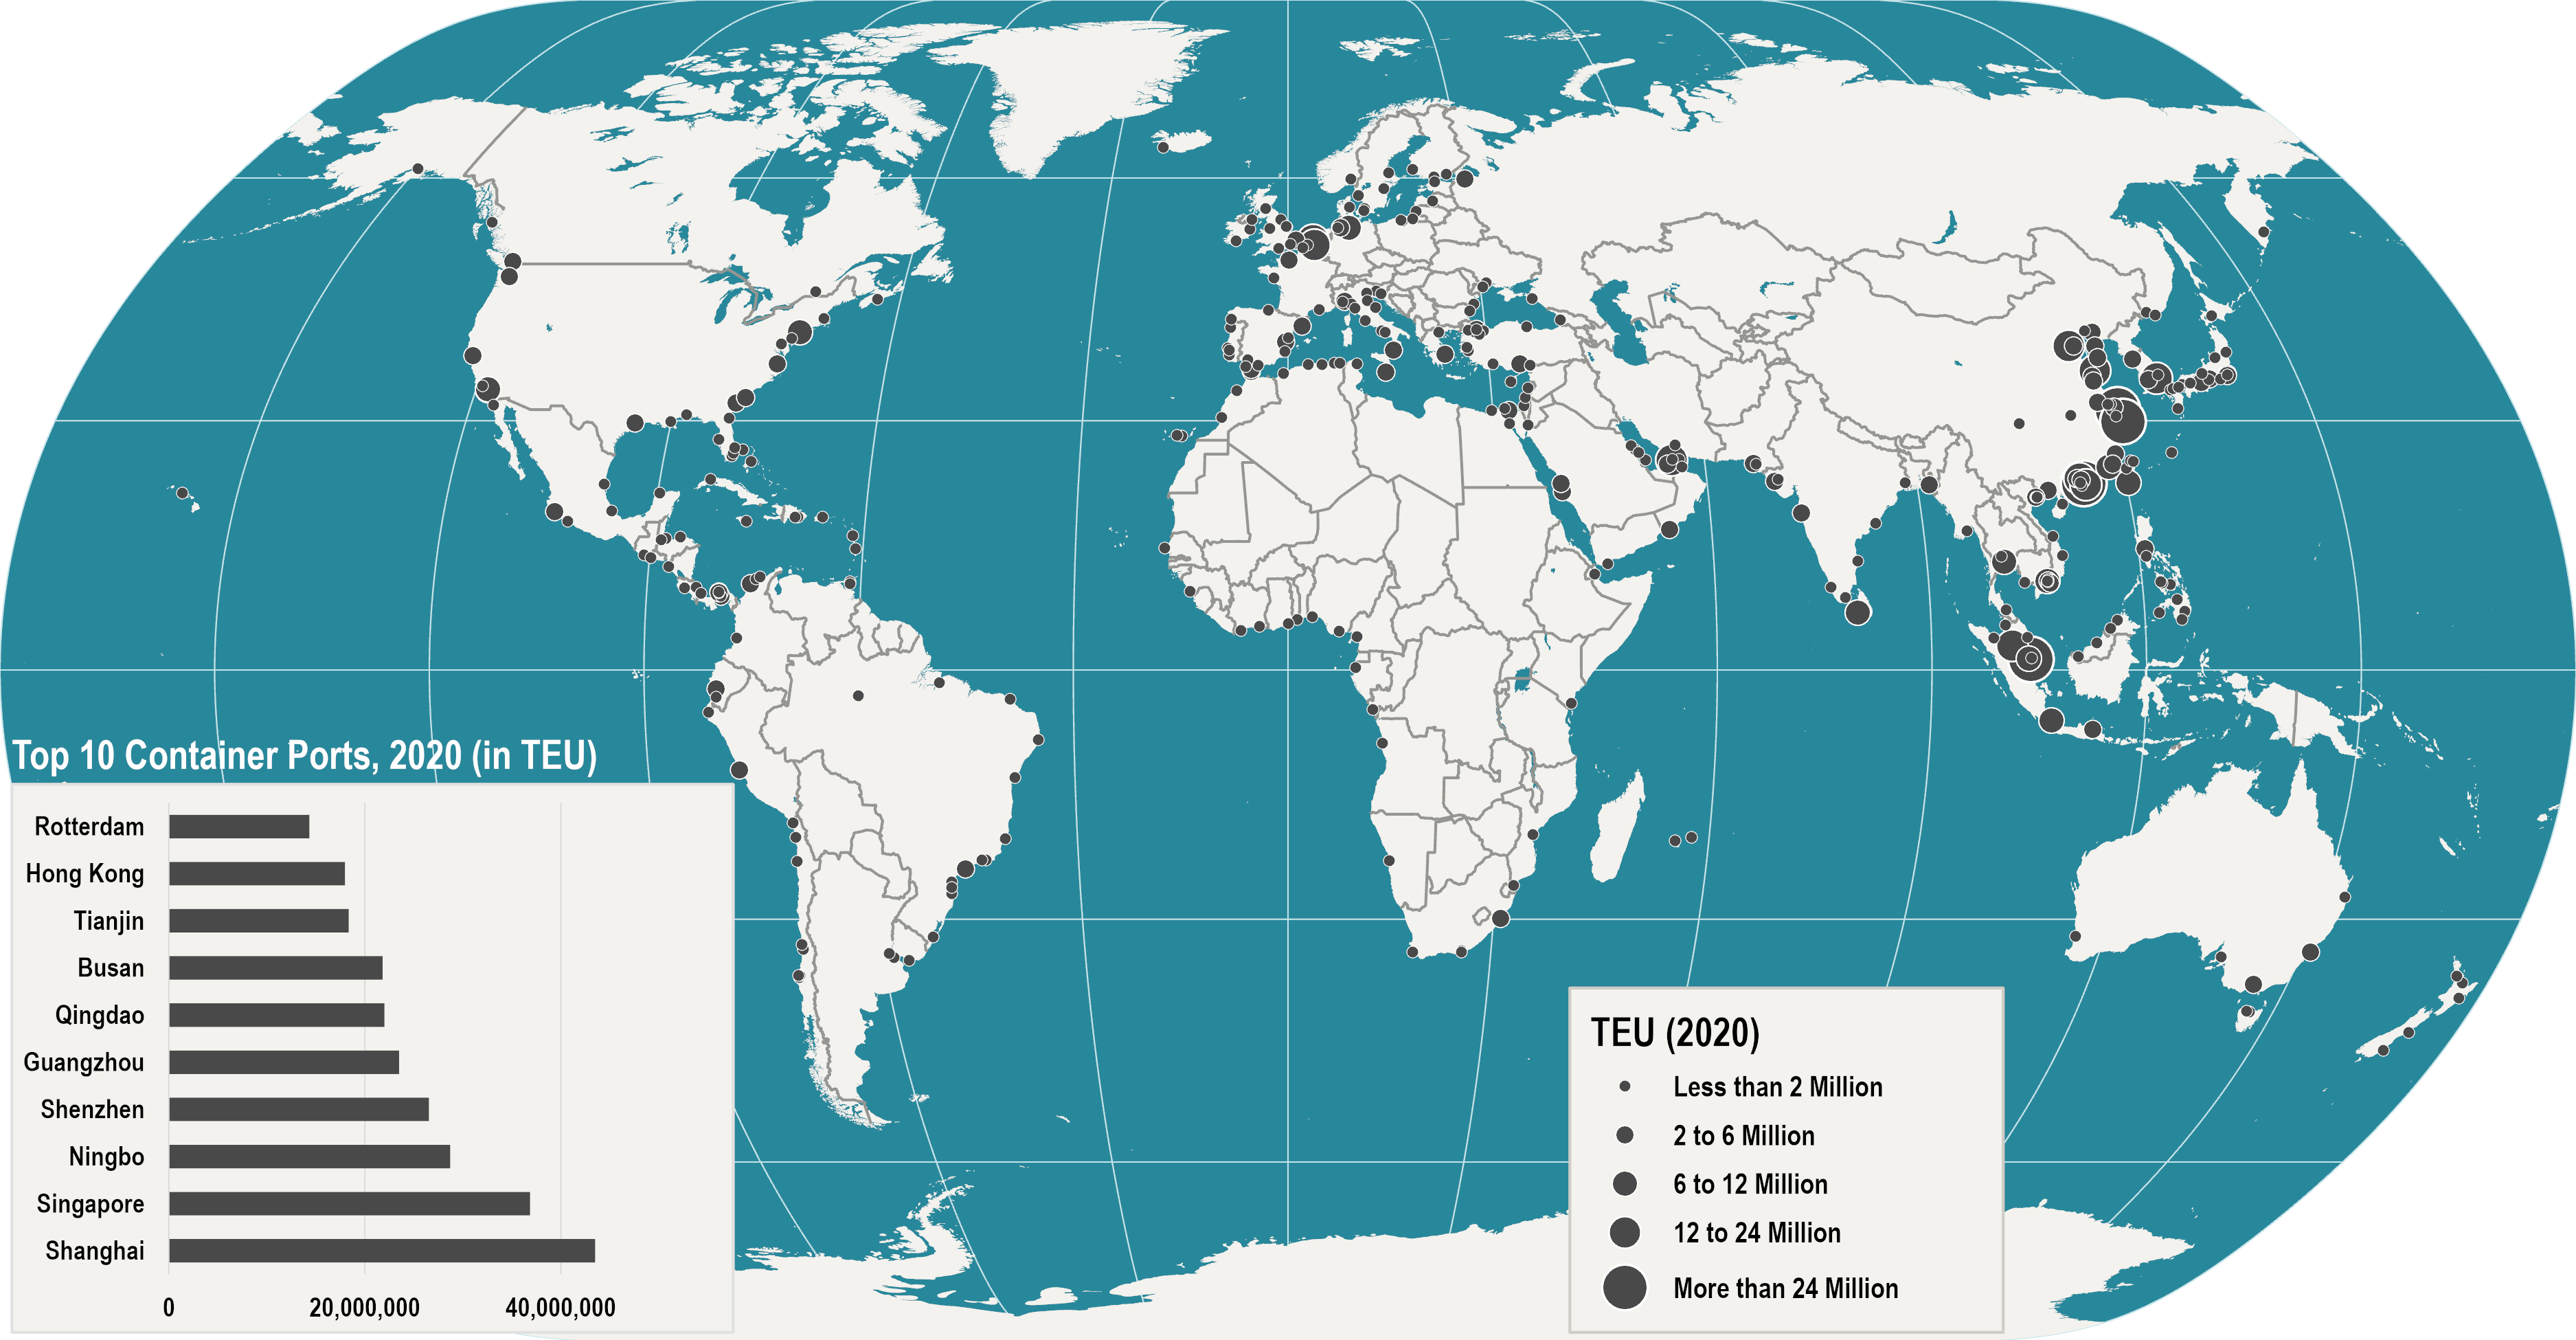 Top 10 Container Ports, 2020 (in TEU)
Rotterdam
Hong Kong
Tianjin
Busan
Qingdao
Guangzhou
Shenzhen
Ningbo
Singapore
Shanghai
0 20,000,000 40,000,000
TEU (2020)
Less than 2 Million
2 to 6 Million
6 to 12 Million
12 to 24 Million
More than 24 Million